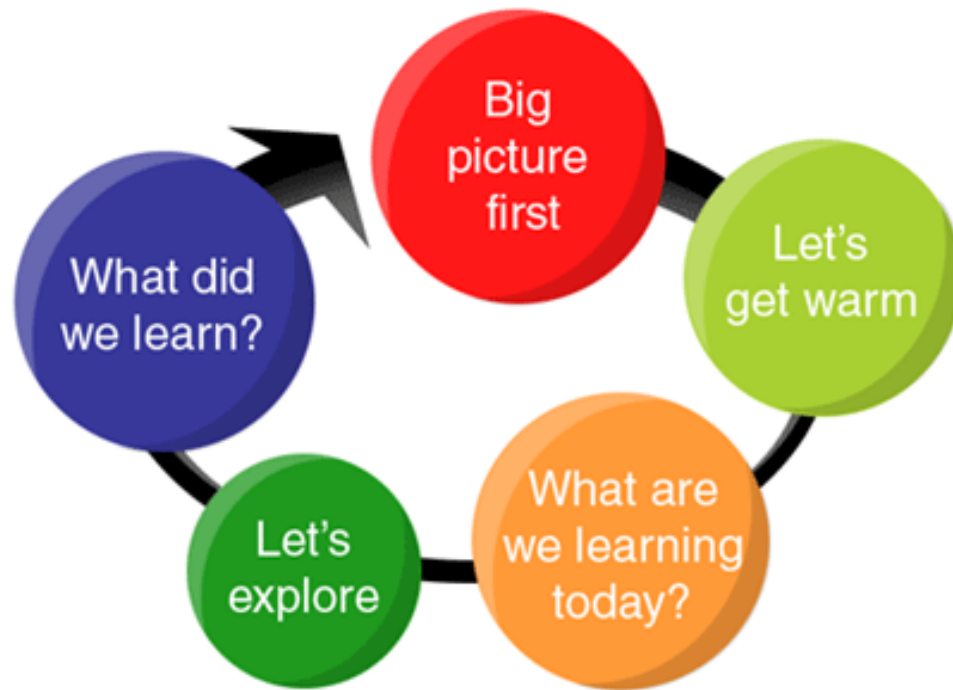 Big
picture
first
Let’s
get warm
What are
we learning
today?
Let’s
explore
What did
we learn?